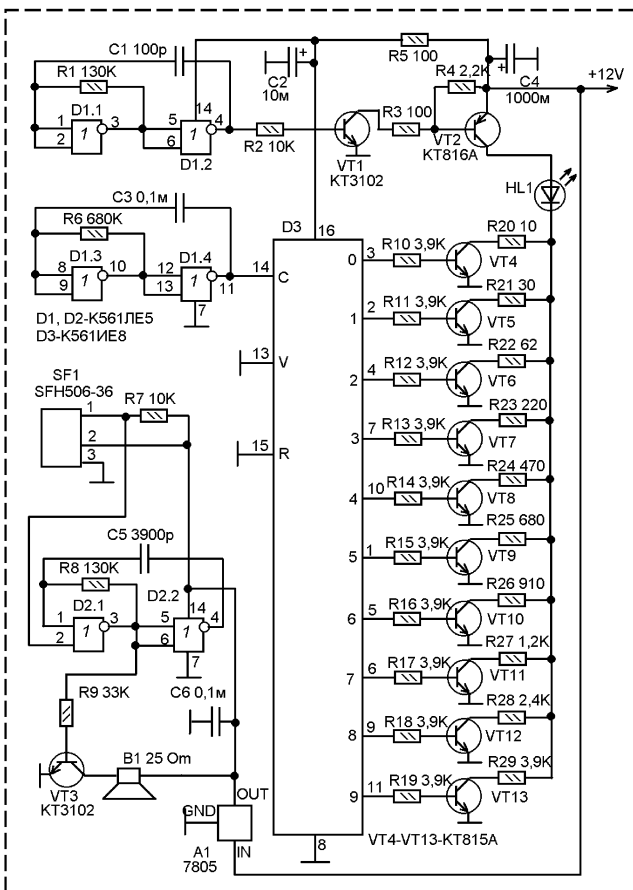 C1 100p
R1 130K
1
1
2
D1.1
3
5
6
14
1
4
D1.2
C2
10м
+
R5 100
R4 2,2K
C4
1000м
+
+12V
R2 10K
VT1
KT3102
R3 100
VT2
KT816A
HL1
C3 0,1м
R6 680K
D1.3
8
9
1
10
D1.4
12
13
1
11
7
D1, D2-K561ЛЕ5
D3-K561ИЕ8
D3
16
14
C
13
V
15
R
8
0
3
R10 3,9K
R20 10
VT4
1
2
R11 3,9K
R21 30
VT5
2
4
R12 3,9K
R22 62
VT6
3
7
R13 3,9K
R23 220
VT7
4
10
R14 3,9K
R24 470
VT8
5
1
R15 3,9K
R25 680
VT9
6
5
R16 3,9K
R26 910
VT10
7
6
R17 3,9K
R27 1,2K
VT11
8
9
R18 3,9K
R28 2,4K
VT12
9
11
R19 3,9K
R29 3,9K
VT13
VT4-VT13-KT815A
SF1
SFH506-36
1
2
3
R7 10K
C5 3900p
R8 130K
D2.1
1
2
1
3
D2.2
14
5
6
1
4
7
R9 33K
C6 0,1м
VT3
KT3102
B1 25 Om
OUT
GND
A1
7805
IN